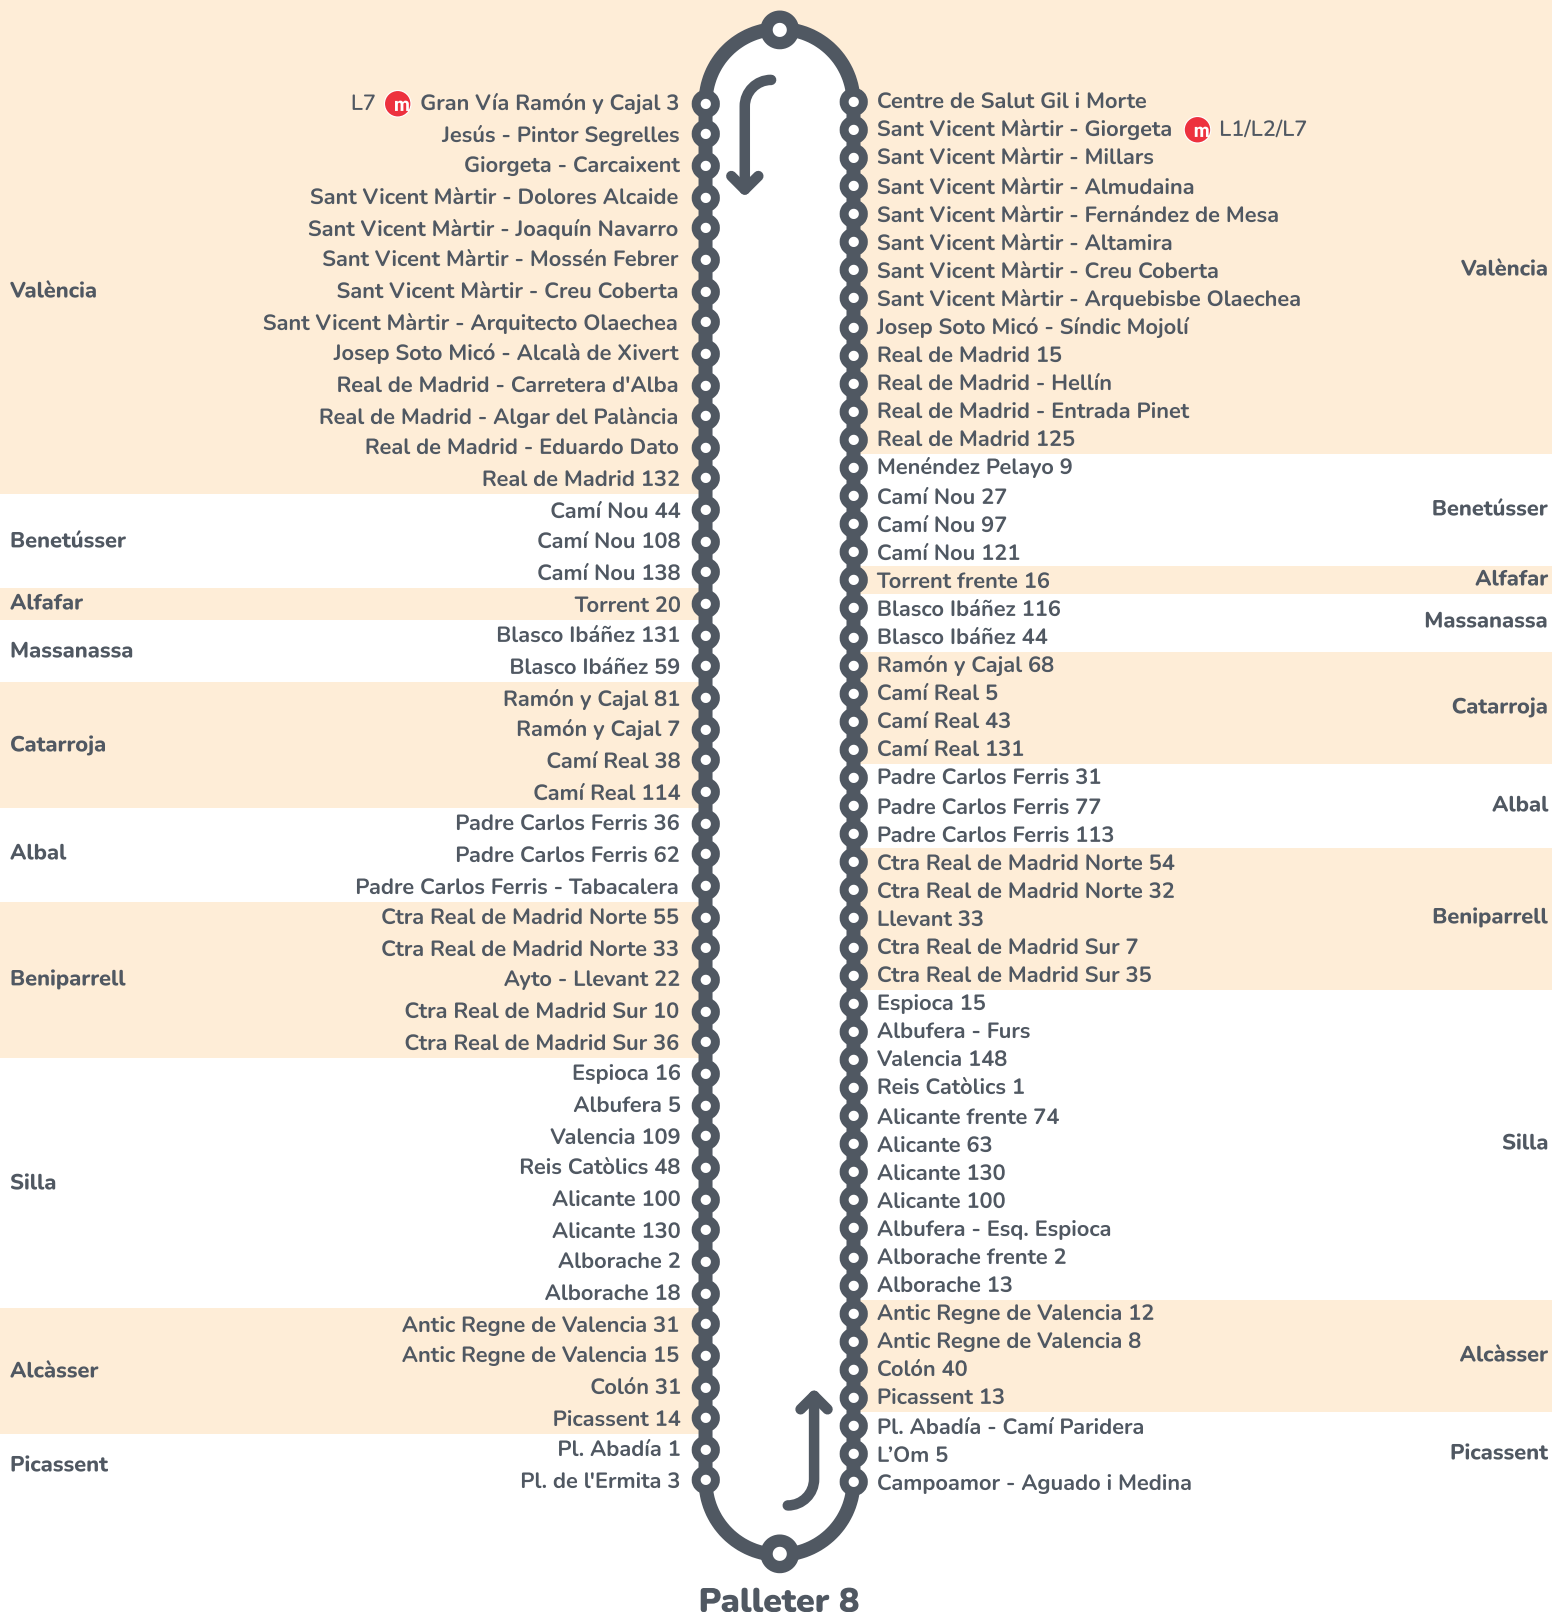 L7 m Gran Vía Ramón y Cajal 3
Jesús - Pintor Segrelles
Giorgeta - Carcaixent
Sant Vicent Màrtir - Dolores Alcaide
Sant Vicent Màrtir - Joaquín Navarro
Sant Vicent Màrtir - Mossén Febrer
València
Sant Vicent Màrtir - Creu Coberta
Sant Vicent Màrtir - Arquitecto Olaechea
Josep Soto Micó - Alcalà de Xivert
Real de Madrid - Carretera d'Alba
Real de Madrid - Algar del Palància
Real de Madrid - Eduardo Dato
Real de Madrid 132
Camí Nou 44
Benetússer
Camí Nou 108
Camí Nou 138
Alfafar
Torrent 20
Blasco Ibáñez 131
Massanassa
Blasco Ibáñez 59
Ramón y Cajal 81
Ramón y Cajal 7
Catarroja
Camí Real 38
Camí Real 114
Padre Carlos Ferris 36
Albal
Padre Carlos Ferris 62
Padre Carlos Ferris - Tabacalera
Ctra Real de Madrid Norte 55
Ctra Real de Madrid Norte 33
Beniparrell
Ayto - Llevant 22
Ctra Real de Madrid Sur 10
Ctra Real de Madrid Sur 36
Espioca 16
Albufera 5
Valencia 109
Reis Catòlics 48
Silla
Alicante 100
Alicante 130
Alborache 2
Alborache 18
Antic Regne de Valencia 31
Antic Regne de Valencia 15
Alcàsser
Colón 31
Picassent 14
Pl. Abadía 1
Picassent
Pl. de l'Ermita 3
Centre de Salut Gil i Morte
Sant Vicent Màrtir - Giorgeta m L1/L2/L7
Sant Vicent Màrtir - Millars
Sant Vicent Màrtir - Almudaina
Sant Vicent Màrtir - Fernández de Mesa
Sant Vicent Màrtir - Altamira
Sant Vicent Màrtir - Creu Coberta
València
Sant Vicent Màrtir - Arquebisbe Olaechea
Josep Soto Micó - Síndic Mojolí
Real de Madrid 15
Real de Madrid - Hellín
Real de Madrid - Entrada Pinet
Real de Madrid 125
Menéndez Pelayo 9
Camí Nou 27
Benetússer
Camí Nou 97
Camí Nou 121
Torrent frente 16
Alfafar
Blasco Ibáñez 116
Massanassa
Blasco Ibáñez 44
Ramón y Cajal 68
Camí Real 5
Catarroja
Camí Real 43
Camí Real 131
Padre Carlos Ferris 31
Padre Carlos Ferris 77
Albal
Padre Carlos Ferris 113
Ctra Real de Madrid Norte 54
Ctra Real de Madrid Norte 32
Llevant 33
Beniparrell
Ctra Real de Madrid Sur 7
Ctra Real de Madrid Sur 35
Espioca 15
Albufera - Furs
Valencia 148
Reis Catòlics 1
Alicante frente 74
Alicante 63
Silla
Alicante 130
Alicante 100
Albufera - Esq. Espioca
Alborache frente 2
Alborache 13
Antic Regne de Valencia 12
Antic Regne de Valencia 8
Alcàsser
Colón 40
Picassent 13
Pl. Abadía - Camí Paridera
L’Om 5
Picassent
Campoamor - Aguado i Medina
Palleter 8